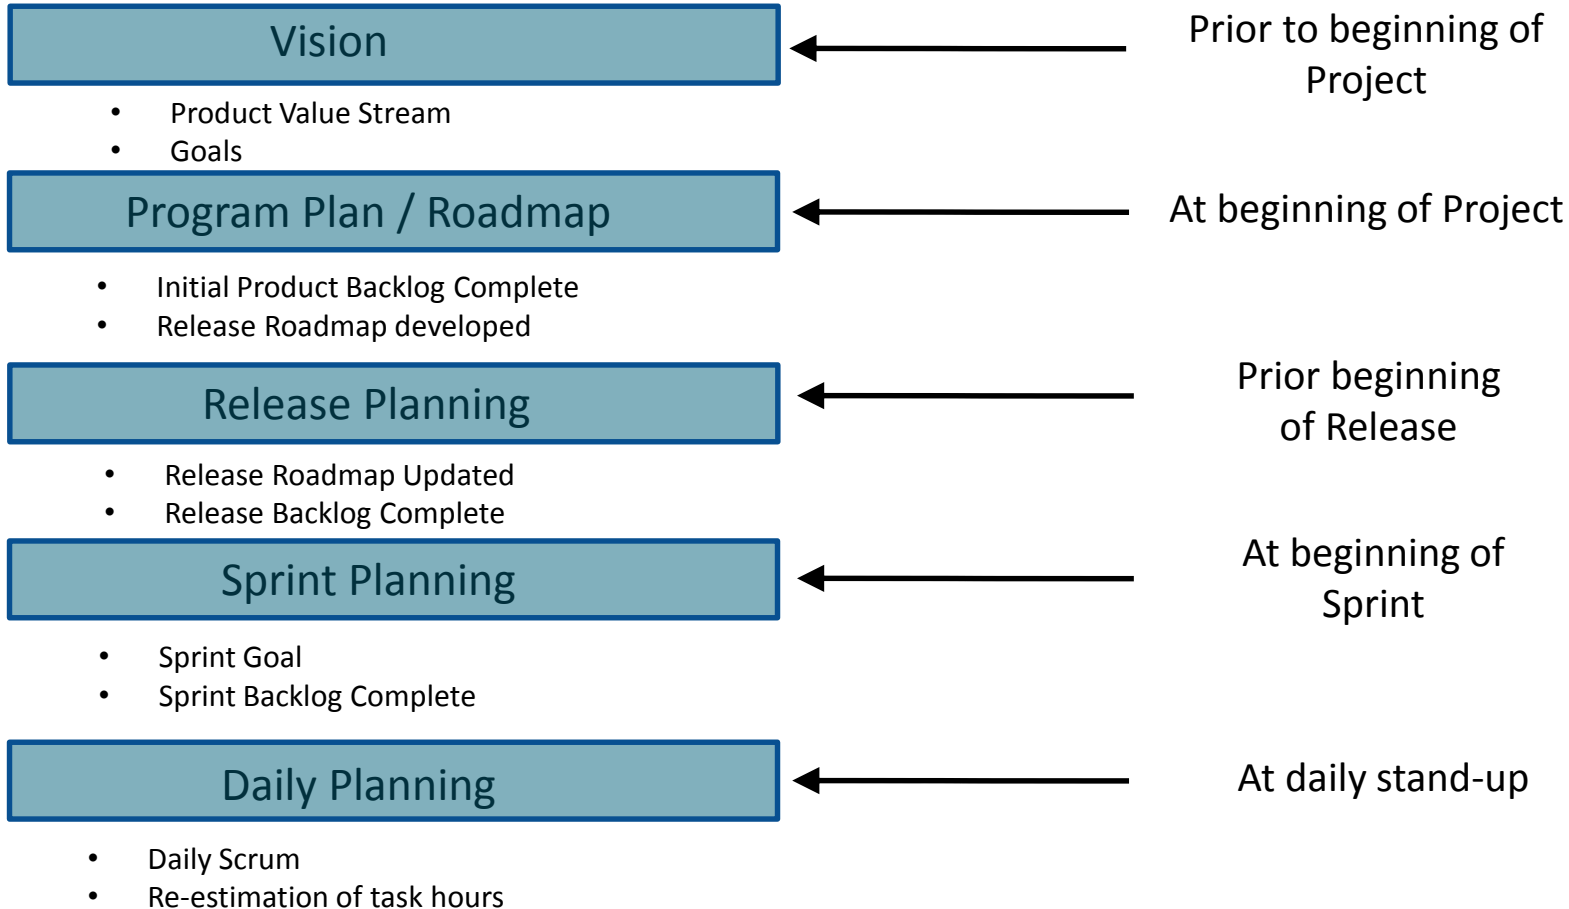 Vision
Prior to beginning of
Project
• Product Value Stream
• Goals
Program Plan / Roadmap
At beginning of Project
• Initial Product Backlog Complete
• Release Roadmap developed
Release Planning
Prior beginning
of Release
• Release Roadmap Updated
• Release Backlog Complete
Sprint Planning
At beginning of
Sprint
• Sprint Goal
• Sprint Backlog Complete
Daily Planning
At daily stand-up
• Daily Scrum
• Re-estimation of task hours